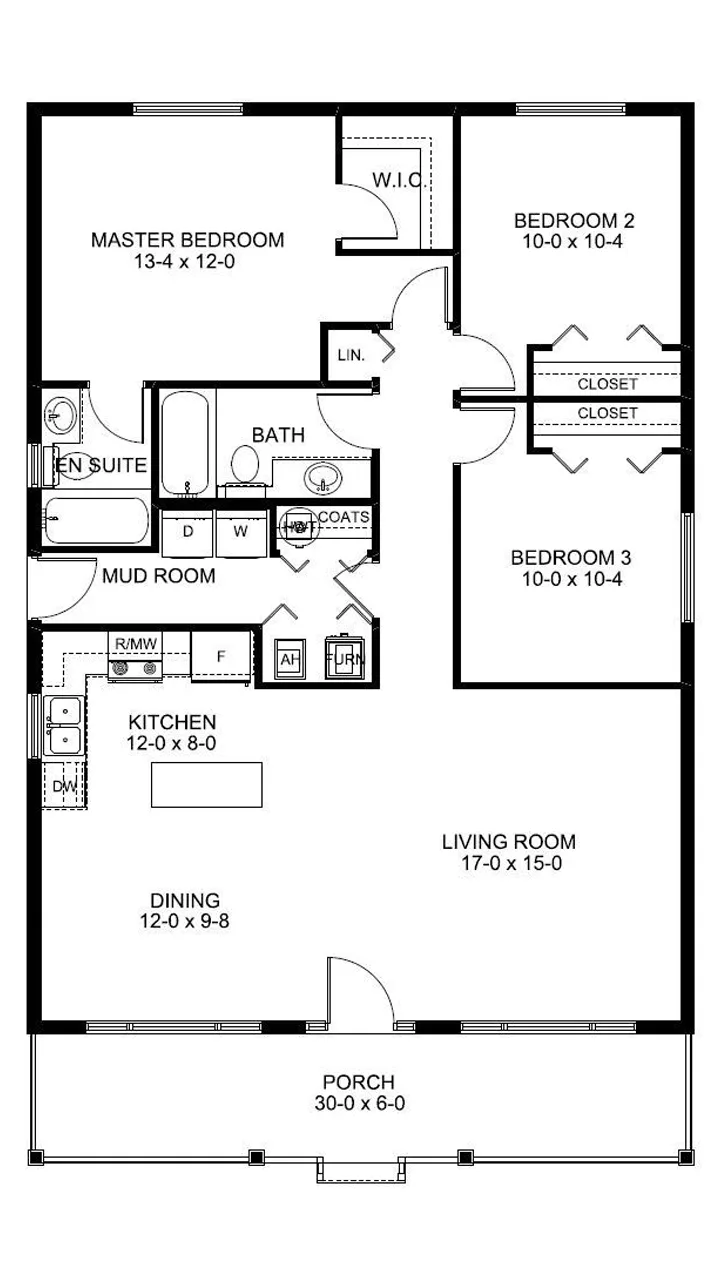 W.I.C.
MASTER BEDROOM
13-4 x 12-0
BEDROOM 2
10-0 x 10-4
LIN.
CLOSET
CLOSET
BATH
EN SUITE
COATS
HWT
D
W
MUD ROOM
BEDROOM 3
10-0 x 10-4
R/MW
F
AH
FURN
KITCHEN
12-0 x 8-0
DW
LIVING ROOM
17-0 x 15-0
DINING
12-0 x 9-8
PORCH
30-0 x 6-0